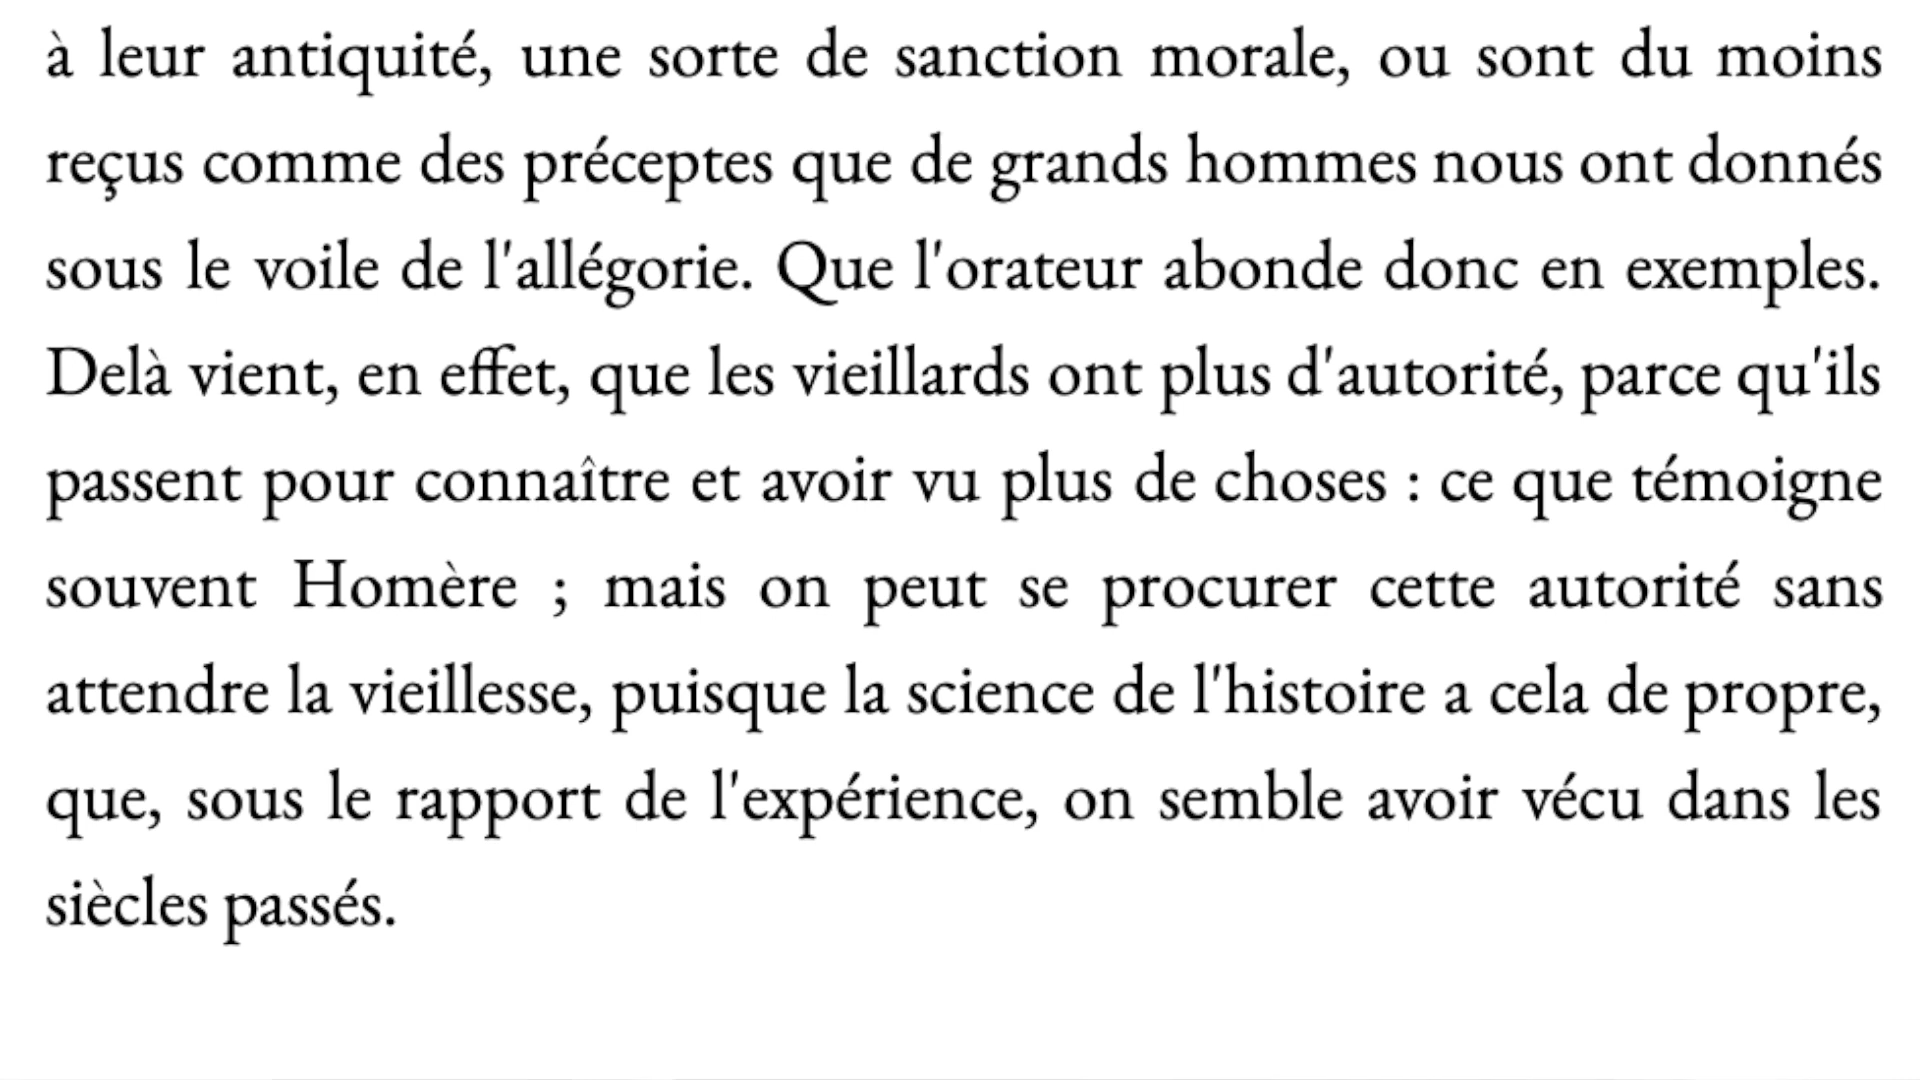 à leur antiquité, une sorte de sanction morale, ou sont du moins
reçus comme des préceptes que de grands hommes nous ont donnés
sous le voile de l'allégorie. Que l'orateur abonde donc en exemples.
Delà vient, en effet, que les vieillards ont plus d'autorité, parce qu'ils
passent pour connaître et avoir vu plus de choses : ce que témoigne
souvent Homère ; mais on peut se procurer cette autorité sans
attendre la vieillesse, puisque la science de l'histoire a cela de propre,
que, sous le rapport de l'expérience, on semble avoir vécu dans les
siècles passés.